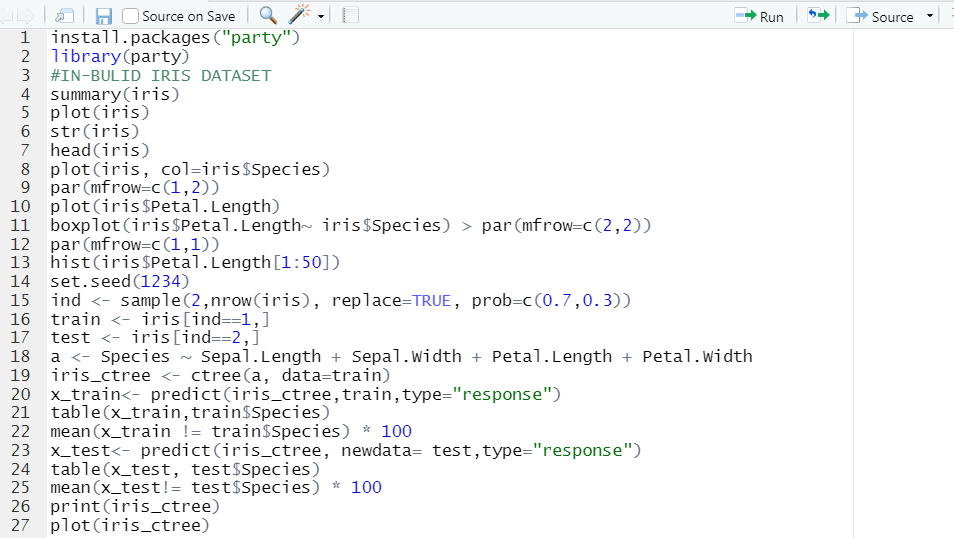 Source on Save Run Source
1 install.packages("party")
2 library(party)
3 #IN-BULID IRIS DATASET
4 summary(iris)
5 plot(iris)
6 str(iris)
7 head(iris)
8 plot(iris, col=iris$Species)
9 par(mfrow=c(1,2))
10 plot(iris$Petal.Length)
11 boxplot(iris$Petal.Length~ iris$Species) > par(mfrow=c(2,2))
12 par(mfrow=c(1,1))
13 hist(iris$Petal.Length[1:50])
14 set.seed(1234)
15 ind <- sample(2,nrow(iris), replace=TRUE, prob=c(0.7,0.3))
16 train <- iris[ind==1,]
17 test <- iris[ind==2,]
18 a <- Species ~ Sepal.Length + Sepal.Width + Petal.Length + Petal.Width
19 iris_ctree <- ctree(a, data=train)
20 x_train<- predict(iris_ctree,train,type="response")
21 table(x_train,train$Species)
22 mean(x_train != train$Species) * 100
23 x_test<- predict(iris_ctree, newdata= test,type="response")
24 table(x_test, test$Species)
25 mean(x_test!= test$Species) * 100
26 print(iris_ctree)
27 plot(iris_ctree)